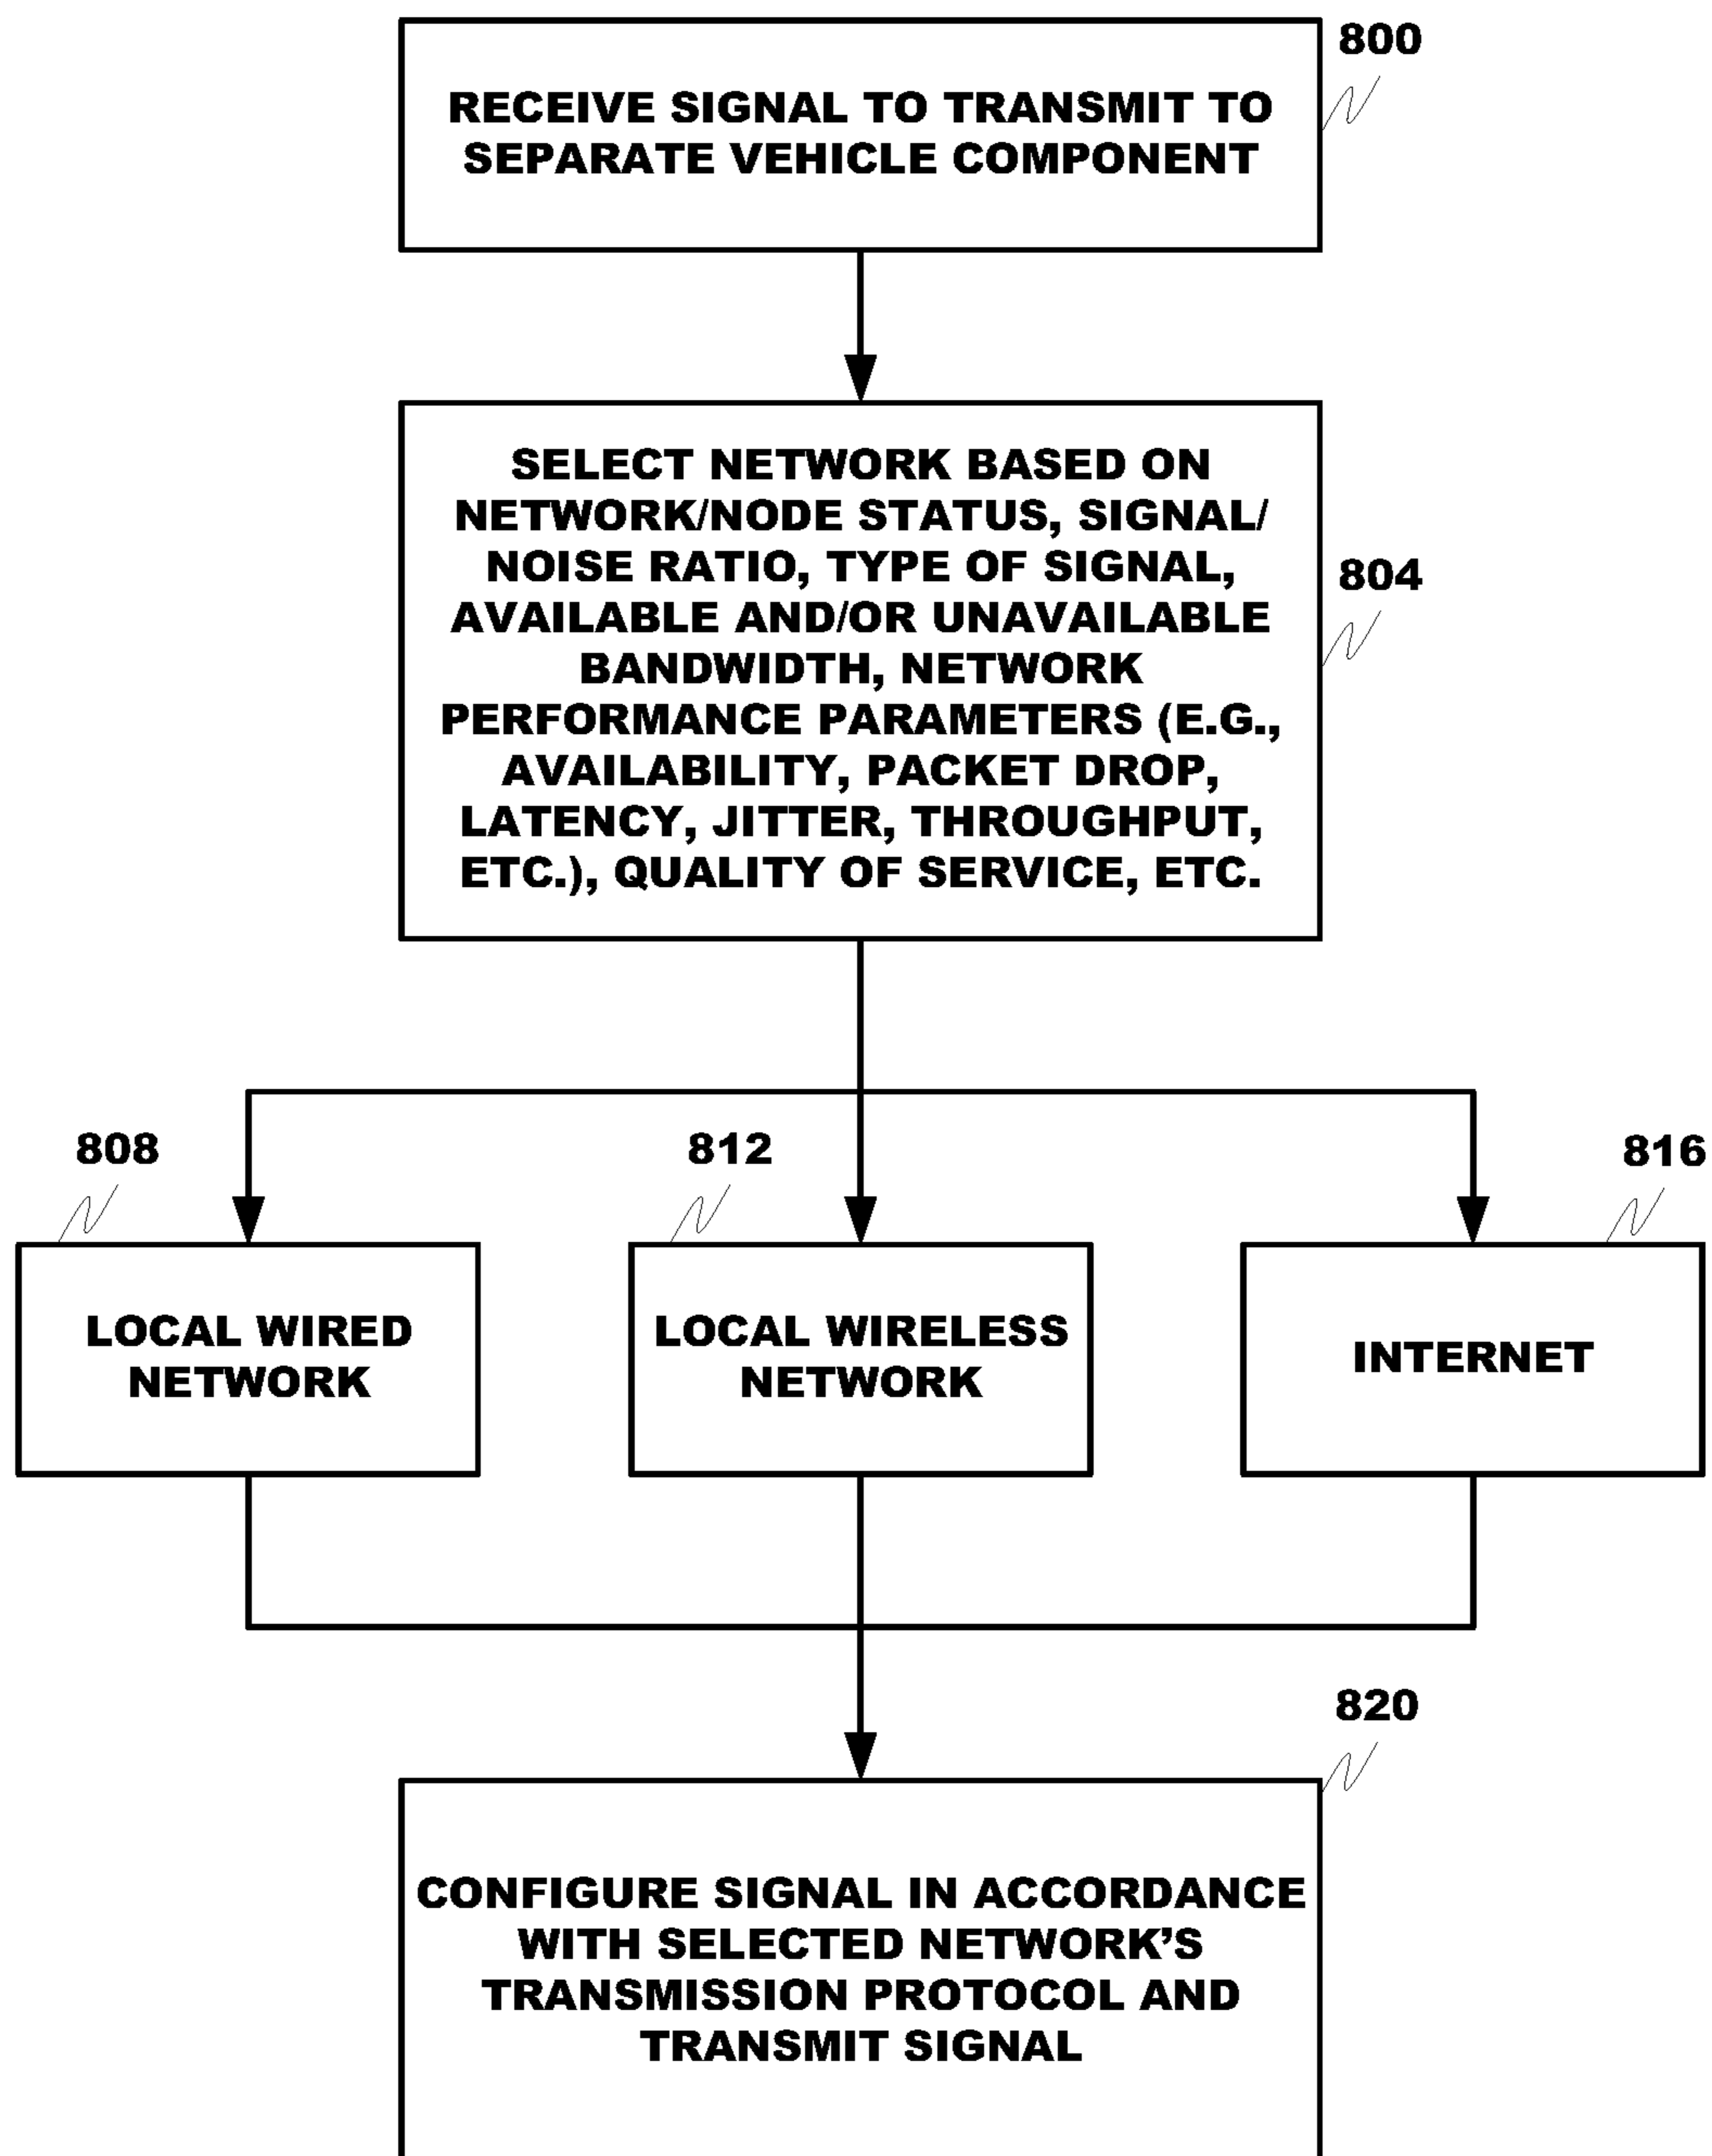 800
RECEIVE SIGNAL TO TRANSMIT TO
SEPARATE VEHICLE COMPONENT
SELECT NETWORK BASED ON
NETWORK/NODE STATUS, SIGNAL/
NOISE RATIO, TYPE OF SIGNAL,
AVAILABLE AND/OR UNAVAILABLE
BANDWIDTH, NETWORK
PERFORMANCE PARAMETERS (E.G.,
AVAILABILITY, PACKET DROP,
LATENCY, JITTER, THROUGHPUT,
ETC.), QUALITY OF SERVICE, ETC.
804
808
812
816
LOCAL WIRED
NETWORK
LOCAL WIRELESS
NETWORK
INTERNET
820
CONFIGURE SIGNAL IN ACCORDANCE
WITH SELECTED NETWORK’S
TRANSMISSION PROTOCOL AND
TRANSMIT SIGNAL